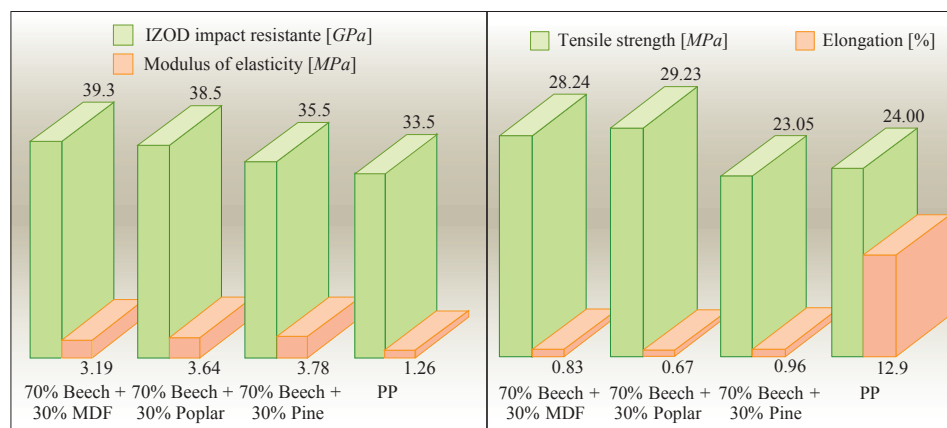 IZOD impact resistante [GPa]
Modulus of elasticity [MPa]
39.3
38.5
35.5
33.5
3.19
3.64
3.78
1.26
70% Beech +
30% MDF
70% Beech +
30% Poplar
70% Beech +
30% Pine
PP
Tensile strength [MPa]
Elongation [%]
28.24
29.23
23.05
24.00
0.83
0.67
0.96
12.9
70% Beech +
30% MDF
70% Beech +
30% Poplar
70% Beech +
30% Pine
PP